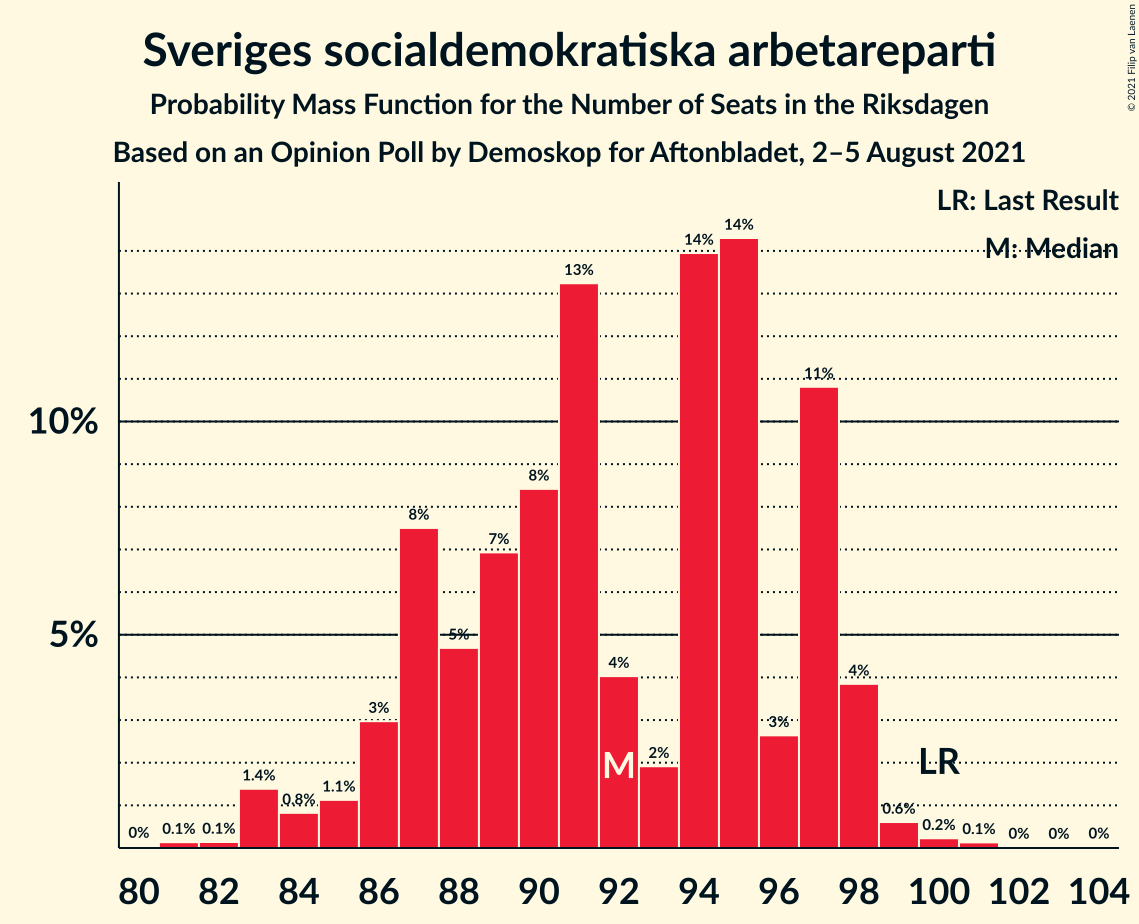 Sveriges socialdemokratiska arbetareparti
Probability Mass Function for the Number of Seats in the Riksdagen
Based on an Opinion Poll by Demoskop for Aftonbladet, 2–5 August 2021
© 2021 Filip van Laenen
LR: Last Result
M: Median
10%
5%
0% 0.1% 0.1% 1.4% 0.8% 1.1% 3% 8% 5% 7% 8% 13% 4% 2% 14% 14% 3% 11% 4% 0.6% 0.2% 0.1% 0% 0% 0%
M LR
80 82 84 86 88 90 92 94 96 98 100 102 104